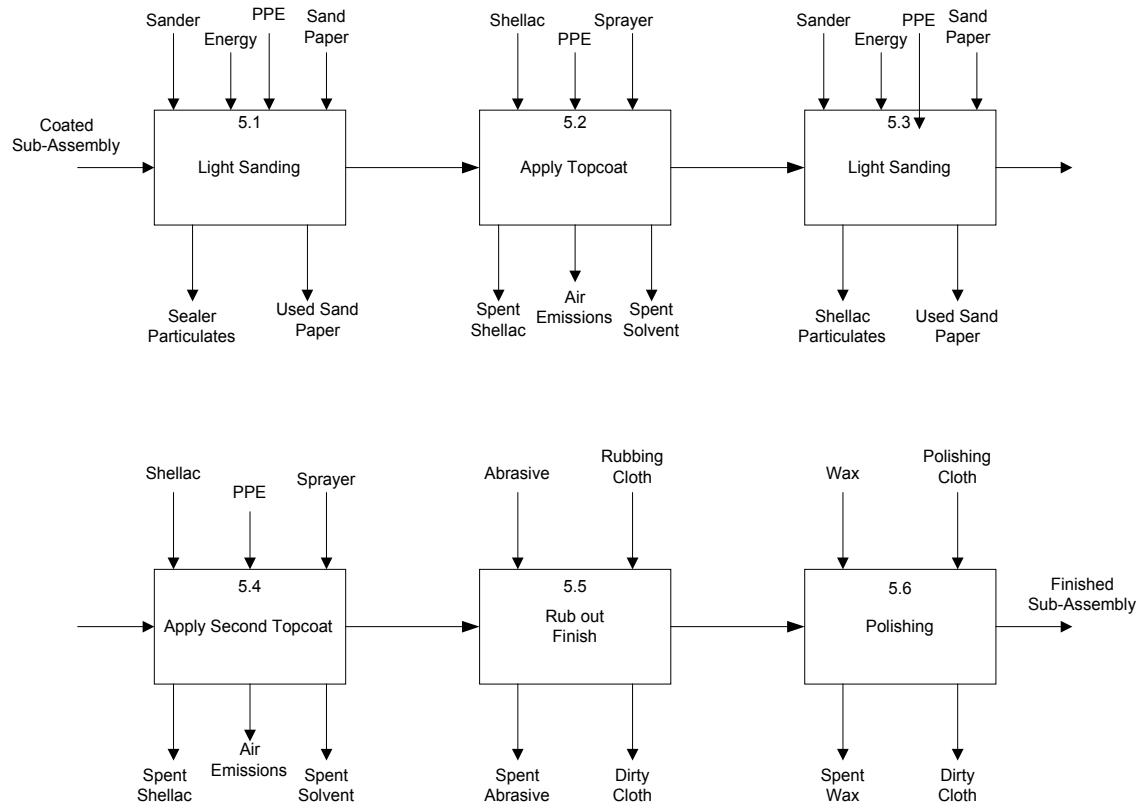 Sander
Energy
PPE
Sand
Paper
Shellac
PPE
Sprayer
Sander
Energy
PPE
Sand
Paper
Coated
Sub-Assembly
5.1
Light Sanding
5.2
Apply Topcoat
5.3
Light Sanding
Sealer
Particulates
Used Sand
Paper
Spent
Shellac
Air
Emissions
Spent
Solvent
Shellac
Particulates
Used Sand
Paper
Shellac
PPE
Sprayer
Abrasive
Rubbing
Cloth
Wax
Polishing
Cloth
5.4
Apply Second Topcoat
5.5
Rub out
Finish
5.6
Polishing
Finished
Sub-Assembly
Spent
Shellac
Air
Emissions
Spent
Solvent
Spent
Abrasive
Dirty
Cloth
Spent
Wax
Dirty
Cloth